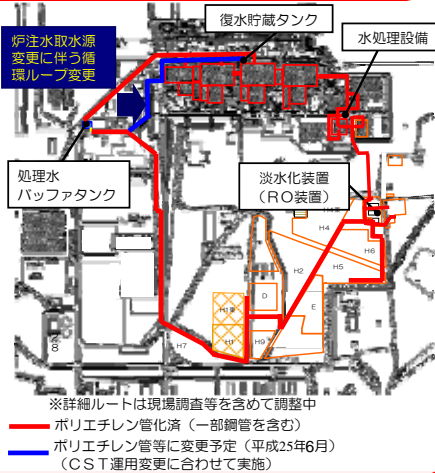 炉注水取水源
変更に伴う循
環ループ変更
復水貯蔵タンク
水処理設備
処理水
バッファタンク
淡水化装置
（RO装置）
H4
H6
H2
H5
D
E
H1東
H1
H9
H7
8
※詳細ルートは現場調査等を含めて調整中
ポリエチレン管化済（一部鋼管を含む）
ポリエチレン管等に変更予定（平成25年6月）
（ＣＳＴ運用変更に合わせて実施）